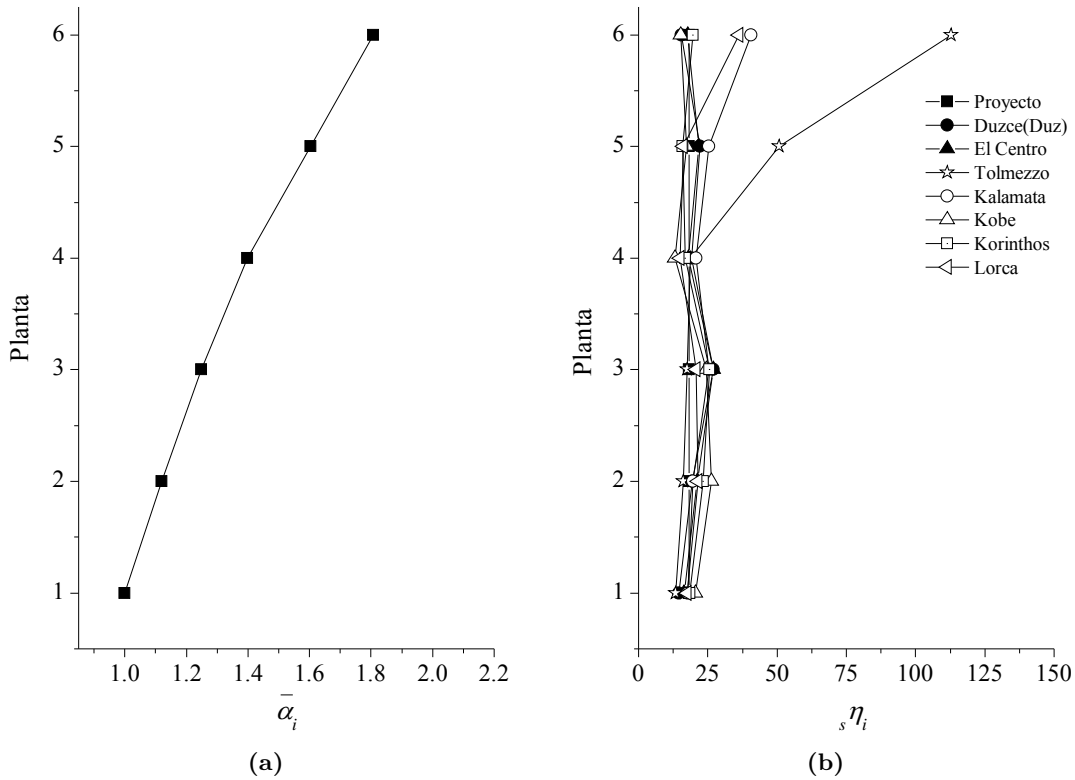 6
5
4
3
2
1
Planta
1.0 1.2 1.4 1.6 1.8 2.0 2.2
ᾱ_i
(a)
6
5
4
3
2
1
Planta
0 25 50 75 100 125 150
_sη_i
(b)
Proyecto
Duzce(Duz)
El Centro
Tolmezzo
Kalamata
Kobe
Korinthos
Lorca